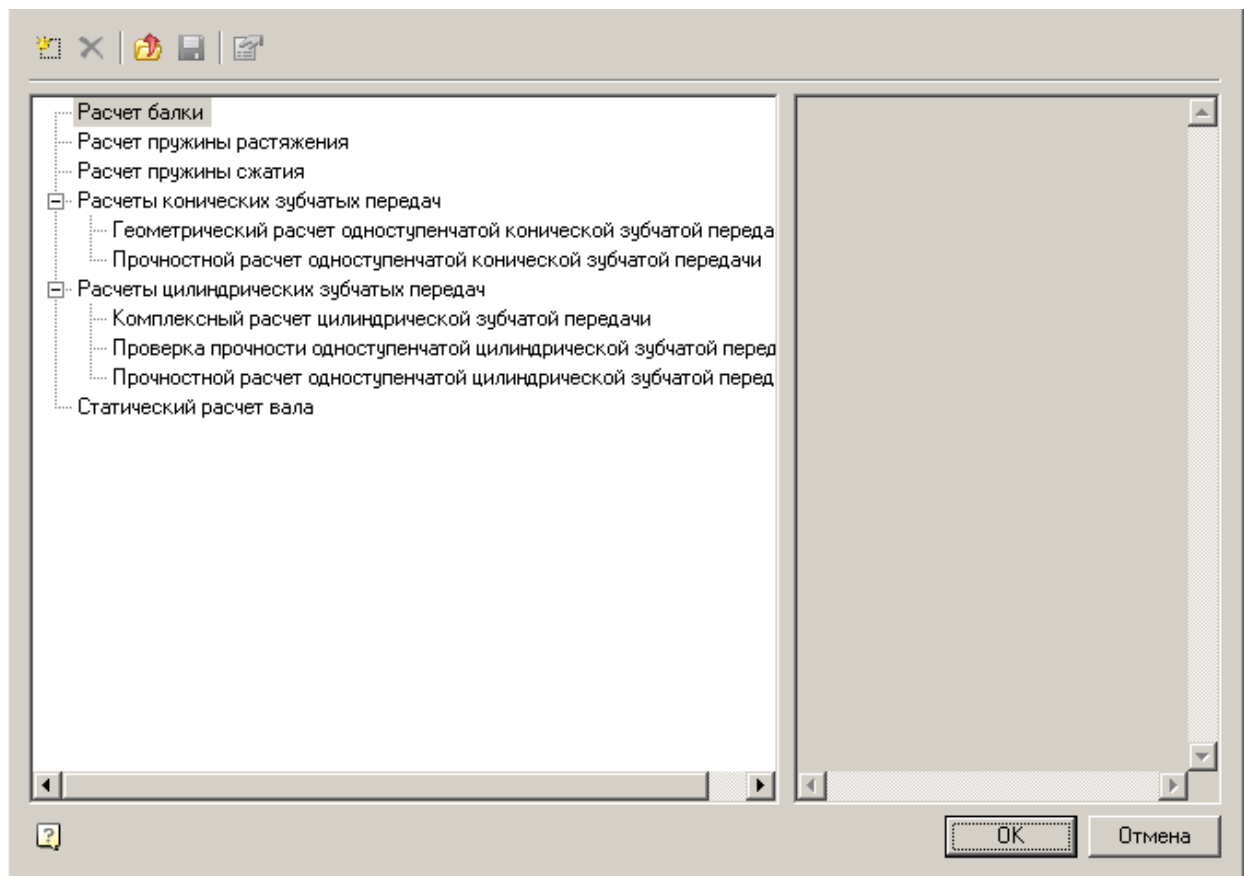 Расчет балки
Расчет пружины растяжения
Расчет пружины сжатия
Расчеты конических зубчатых передач
Геометрический расчет одноступенчатой конической зубчатой переда
Прочностной расчет одноступенчатой конической зубчатой передачи
Расчеты цилиндрических зубчатых передач
Комплексный расчет цилиндрической зубчатой передачи
Проверка прочности одноступенчатой цилиндрической зубчатой перед
Прочностной расчет одноступенчатой цилиндрической зубчатой перед
Статический расчет вала
OK Отмена